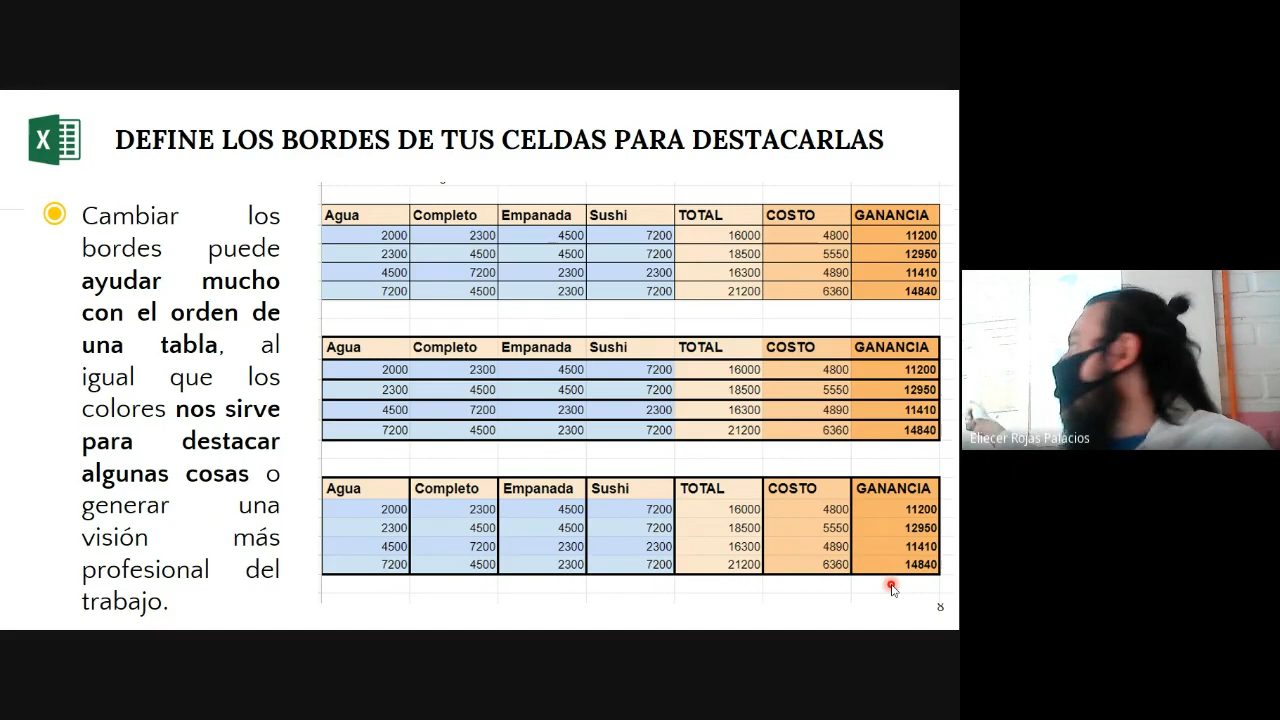 X
DEFINE LOS BORDES DE TUS CELDAS PARA DESTACARLAS
Cambiar los
bordes puede
ayudar mucho
con el orden de
una tabla, al
igual que los
colores nos sirve
para destacar
algunas cosas o
generar una
visión más
profesional del
trabajo.
Agua Completo Empanada Sushi TOTAL COSTO GANANCIA
2000 2300 4500 7200 16000 4800 11200
2300 4500 4500 7200 18500 5550 12950
4500 7200 2300 2300 16300 4890 11410
7200 4500 2300 7200 21200 6360 14840
Agua Completo Empanada Sushi TOTAL COSTO GANANCIA
2000 2300 4500 7200 16000 4800 11200
2300 4500 4500 7200 18500 5550 12950
4500 7200 2300 2300 16300 4890 11410
7200 4500 2300 7200 21200 6360 14840
Agua Completo Empanada Sushi TOTAL COSTO GANANCIA
2000 2300 4500 7200 16000 4800 11200
2300 4500 4500 7200 18500 5550 12950
4500 7200 2300 2300 16300 4890 11410
7200 4500 2300 7200 21200 6360 14840
8
Eliecer Rojas Palacios